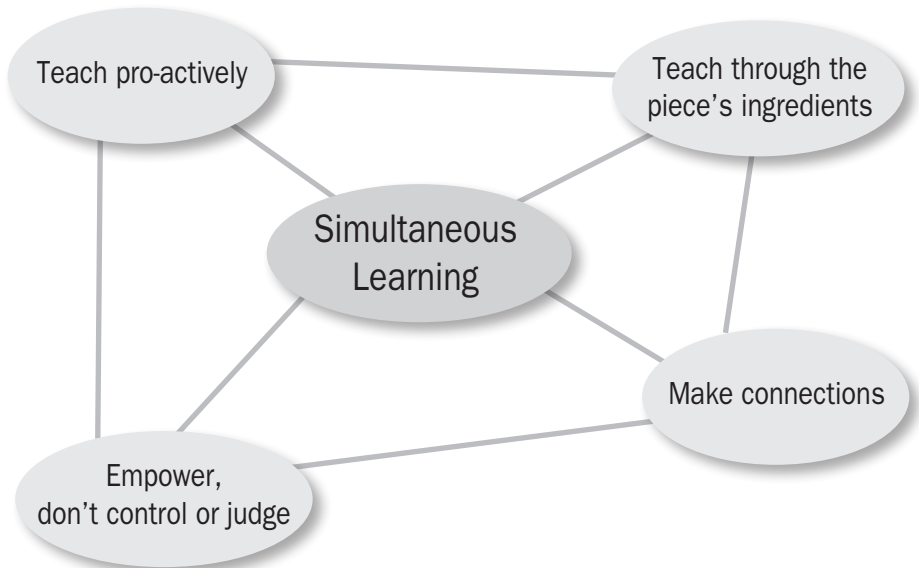 Teach pro-actively
Teach through the
piece’s ingredients
Simultaneous
Learning
Make connections
Empower,
don’t control or judge